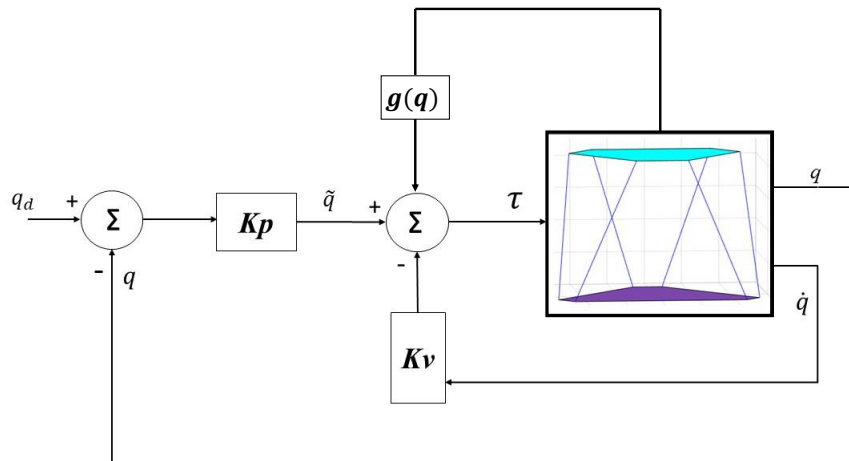 g(q)
q_d
+
Σ
-
q
Kp
q̃
+
Σ
-
τ
q
q̇
Kv